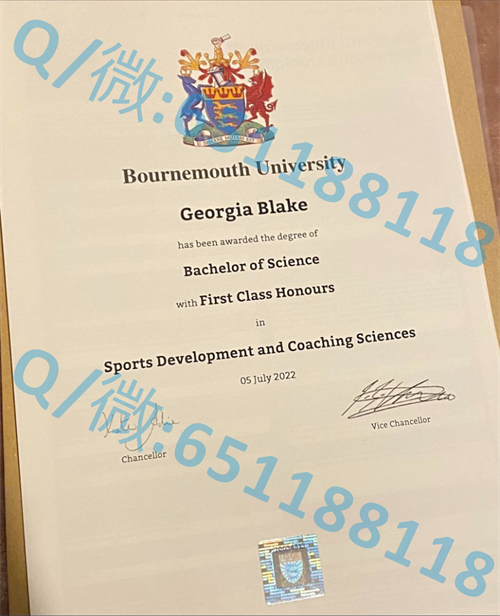 Q/微:651188118
Bournemouth University
Georgia Blake
has been awarded the degree of
Bachelor of Science
with First Class Honours
in
Sports Development and Coaching Sciences
05 July 2022
Chancellor
Vice Chancellor
Q/微:651188118